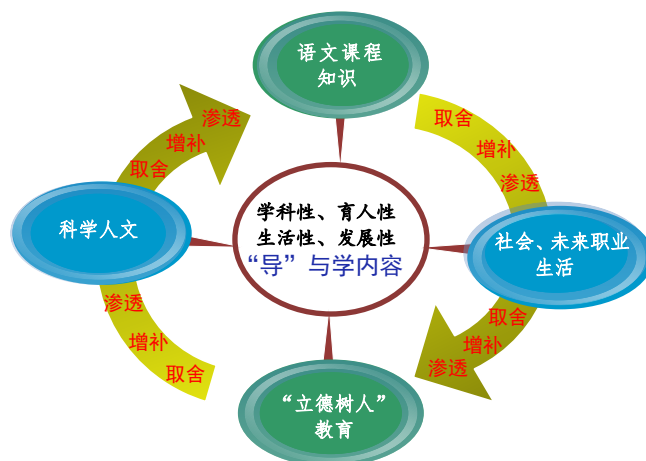 语文课程
知识
取舍
增补
渗透
渗透
增补
取舍
学科性、育人性
生活性、发展性
“导”与学内容
科学人文
社会、未来职业
生活
渗透
增补
取舍
取舍
增补
渗透
“立德树人”
教育